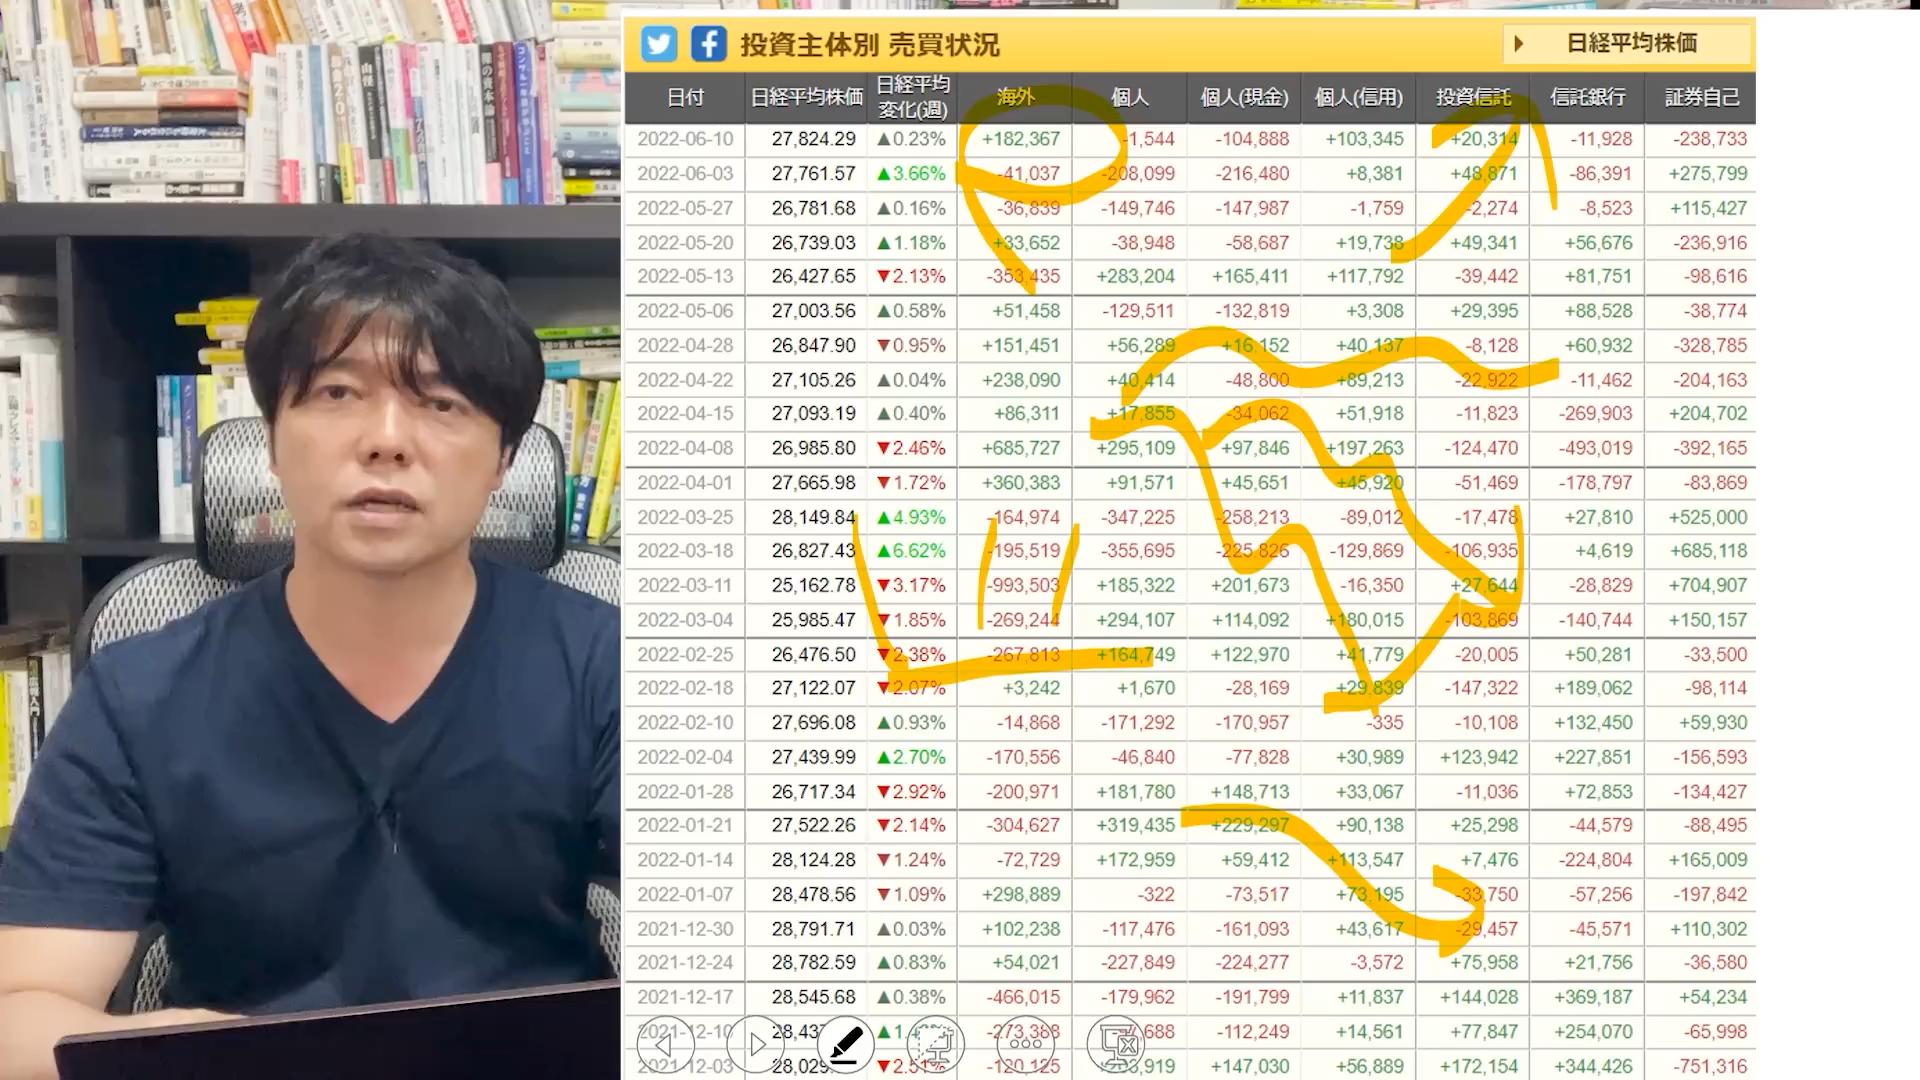 投資主体別 売買状況
日経平均株価
日付 日経平均株価 日経平均変化(週) 海外 個人 個人(現金) 個人(信用) 投資信託 信託銀行 証券自己
2022-06-10 27,824.29 ▲0.23% +182,367 -1,544 -104,888 +103,345 +20,314 -11,928 -238,733
2022-06-03 27,761.57 ▲3.66% -41,037 -208,099 -216,480 +8,381 +48,871 -86,391 +275,799
2022-05-27 26,781.68 ▲0.16% -36,839 -149,746 -147,987 -1,759 -2,274 -8,523 +115,427
2022-05-20 26,739.03 ▲1.18% +33,652 -38,948 -58,687 +19,738 +49,341 +56,676 -236,916
2022-05-13 26,427.65 ▼2.13% -353,435 +283,204 +165,411 +117,792 -39,442 +81,751 -98,616
2022-05-06 27,003.56 ▲0.58% +51,458 -129,511 -132,819 +3,308 +29,395 +88,528 -38,774
2022-04-28 26,847.90 ▼0.95% +151,451 +56,289 +16,152 +40,137 -8,128 +60,932 -328,785
2022-04-22 27,105.26 ▲0.04% +238,090 +40,414 -48,800 +89,213 -22,922 -11,462 -204,163
2022-04-15 27,093.19 ▲0.40% +86,311 +17,855 -34,062 +51,918 -11,823 -269,903 +204,702
2022-04-08 26,985.80 ▼2.46% +685,727 +295,109 +97,846 +197,263 -124,470 -493,019 -392,165
2022-04-01 27,665.98 ▼1.72% +360,383 +91,571 +45,651 +45,920 -51,469 -178,797 -83,869
2022-03-25 28,149.84 ▲4.93% -164,974 -347,225 -258,213 -89,012 -17,478 +27,810 +525,000
2022-03-18 26,827.43 ▲6.62% -195,519 -355,695 -225,826 -129,869 -106,935 +4,619 +685,118
2022-03-11 25,162.78 ▼3.17% -993,503 +185,322 +201,673 -16,350 +27,644 -28,829 +704,907
2022-03-04 25,985.47 ▼1.85% -269,244 +294,107 +114,092 +180,015 -103,869 -140,744 +150,157
2022-02-25 26,476.50 ▼2.38% -267,813 +164,749 +122,970 +41,779 -20,005 +50,281 -33,500
2022-02-18 27,122.07 ▼2.07% +3,242 +1,670 -28,169 +29,839 -147,322 +189,062 -98,114
2022-02-10 27,696.08 ▲0.93% -14,868 -171,292 -170,957 -335 -10,108 +132,450 +59,930
2022-02-04 27,439.99 ▲2.70% -170,556 -46,840 -77,828 +30,989 +123,942 +227,851 -156,593
2022-01-28 26,717.34 ▼2.92% -200,971 +181,780 +148,713 +33,067 -11,036 +72,853 -134,427
2022-01-21 27,522.26 ▼2.14% -304,627 +319,435 +229,297 +90,138 +25,298 -44,579 -88,495
2022-01-14 28,124.28 ▼1.24% -72,729 +172,959 +59,412 +113,547 +7,476 -224,804 +165,009
2022-01-07 28,478.56 ▼1.09% +298,889 -322 -73,517 +73,195 -33,750 -57,256 -197,842
2021-12-30 28,791.71 ▲0.03% +102,238 -117,476 -161,093 +43,617 -29,457 -45,571 +110,302
2021-12-24 28,782.59 ▲0.83% +54,021 -227,849 -224,277 -3,572 +75,958 +21,756 -36,580
2021-12-17 28,545.68 ▲0.38% -466,015 -179,962 -191,799 +11,837 +144,028 +369,187 +54,234
2021-12-10 -273,388 -112,249 +14,561 +77,847 +254,070 -65,998
2021-12-03 ▼2.51% -120,125 +147,030 +56,889 +172,154 +344,426 -751,316